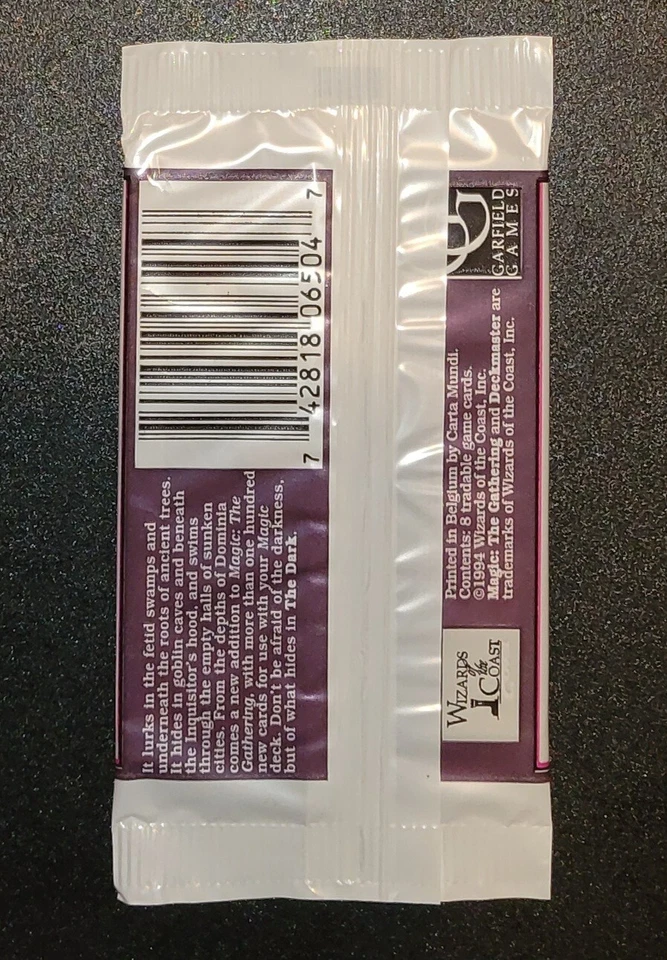 It lurks in the fetid swamps and
underneath the roots of ancient trees.
It hides in goblin caves and beneath
the Inquisitor's hood, and swims
through the empty halls of sunken
cities. From the depths of Dominia
comes a new addition to Magic: The
Gathering, with more than one hundred
new cards for use with your Magic
deck. Don't be afraid of the darkness,
but of what hides in The Dark.
7 42818 06504 7
WIZARDS
of the
COAST
Printed in Belgium by Carta Mundi.
Contents: 8 tradable game cards.
©1994 Wizards of the Coast, Inc.
Magic: The Gathering and Deckmaster are
trademarks of Wizards of the Coast, Inc.
GG
GARFIELD
GAMES